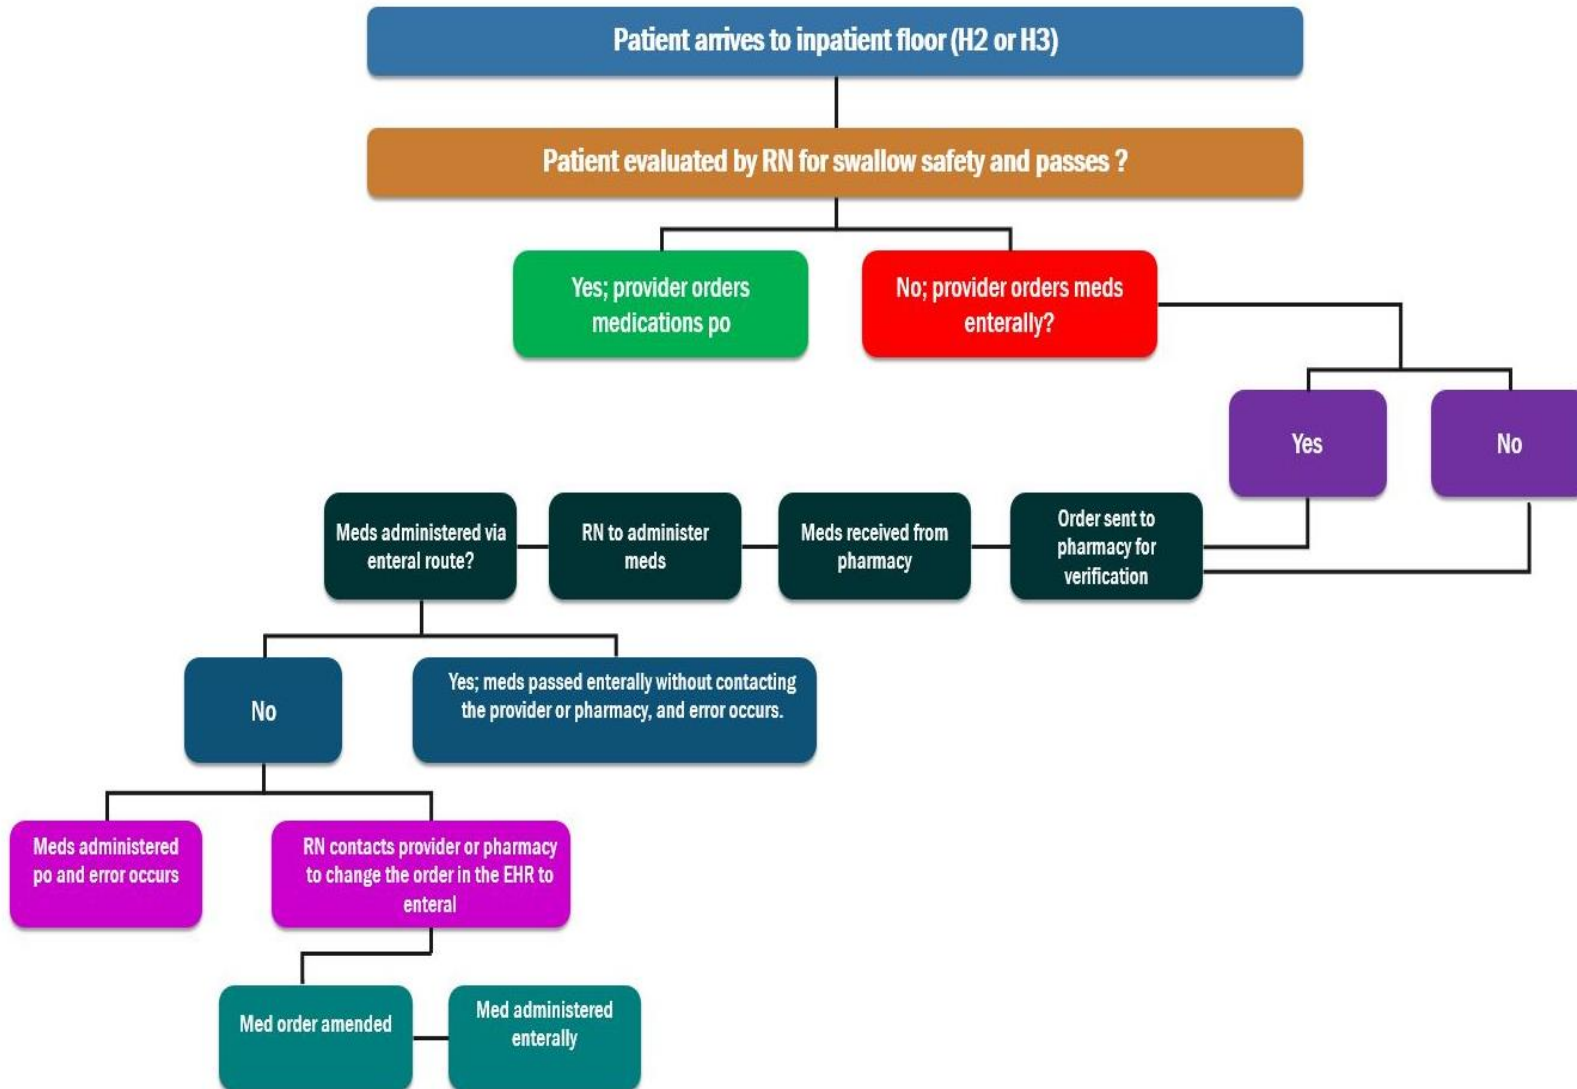 Patient arrives to inpatient floor (H2 or H3)
Patient evaluated by RN for swallow safety and passes ?
Yes; provider orders
medications po
No; provider orders meds
enterally?
Yes
No
Meds administered via
enteral route?
RN to administer
meds
Meds received from
pharmacy
Order sent to
pharmacy for
verification
No
Yes; meds passed enterally without contacting
the provider or pharmacy, and error occurs.
Meds administered
po and error occurs
RN contacts provider or pharmacy
to change the order in the EHR to
enteral
Med order amended
Med administered
enterally